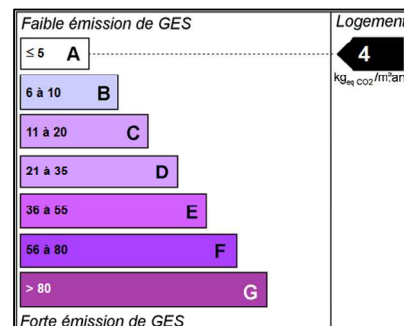 Faible émission de GES
Logement
≤ 5 A
4
kgeq CO2/m².an
6 à 10 B
11 à 20 C
21 à 35 D
36 à 55 E
56 à 80 F
> 80 G
Forte émission de GES